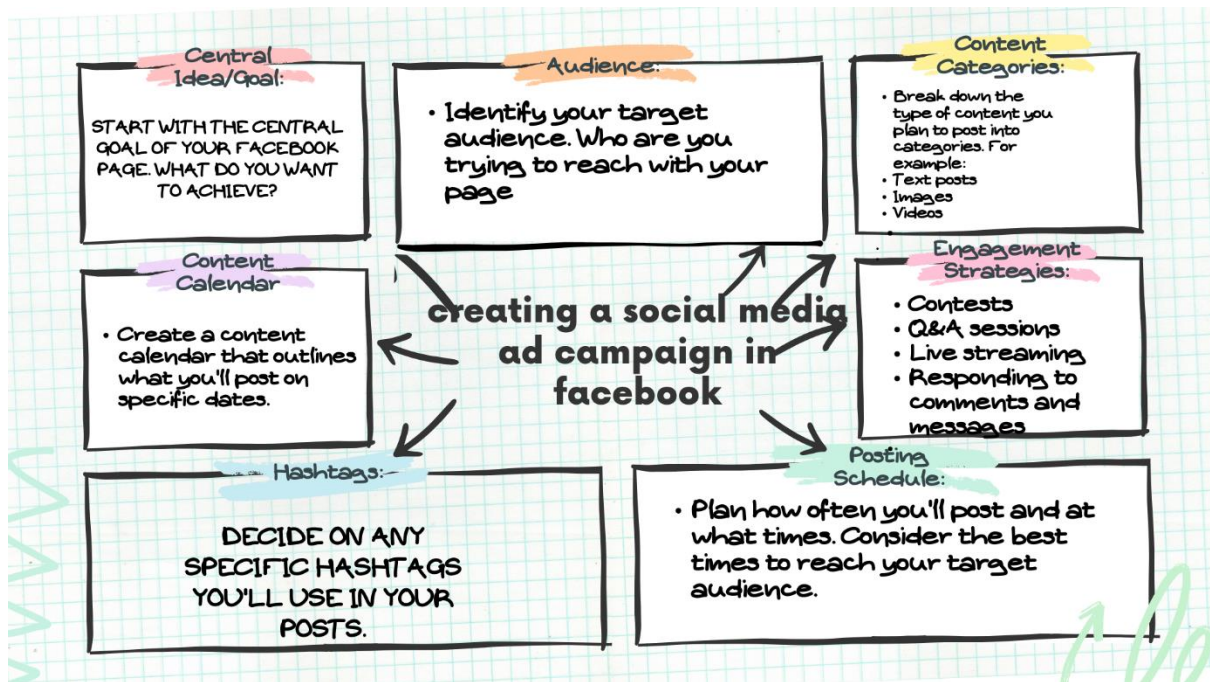 Central
Idea/Goal:
START WITH THE CENTRAL
GOAL OF YOUR FACEBOOK
PAGE. WHAT DO YOU WANT
TO ACHIEVE?
Audience:
• Identify your target
audience. Who are you
trying to reach with your
page
Content
Categories:
• Break down the
type of content you
plan to post into
categories. For
example:
• Text posts
• Images
• Videos
Content
Calendar
• Create a content
calendar that outlines
what you'll post on
specific dates.
creating a social media
ad campaign in
facebook
Engagement
Strategies:
• Contests
• Q&A sessions
• Live streaming
• Responding to
comments and
messages
Hashtags:
DECIDE ON ANY
SPECIFIC HASHTAGS
YOU'LL USE IN YOUR
POSTS.
Posting
Schedule:
• Plan how often you'll post and at
what times. Consider the best
times to reach your target
audience.